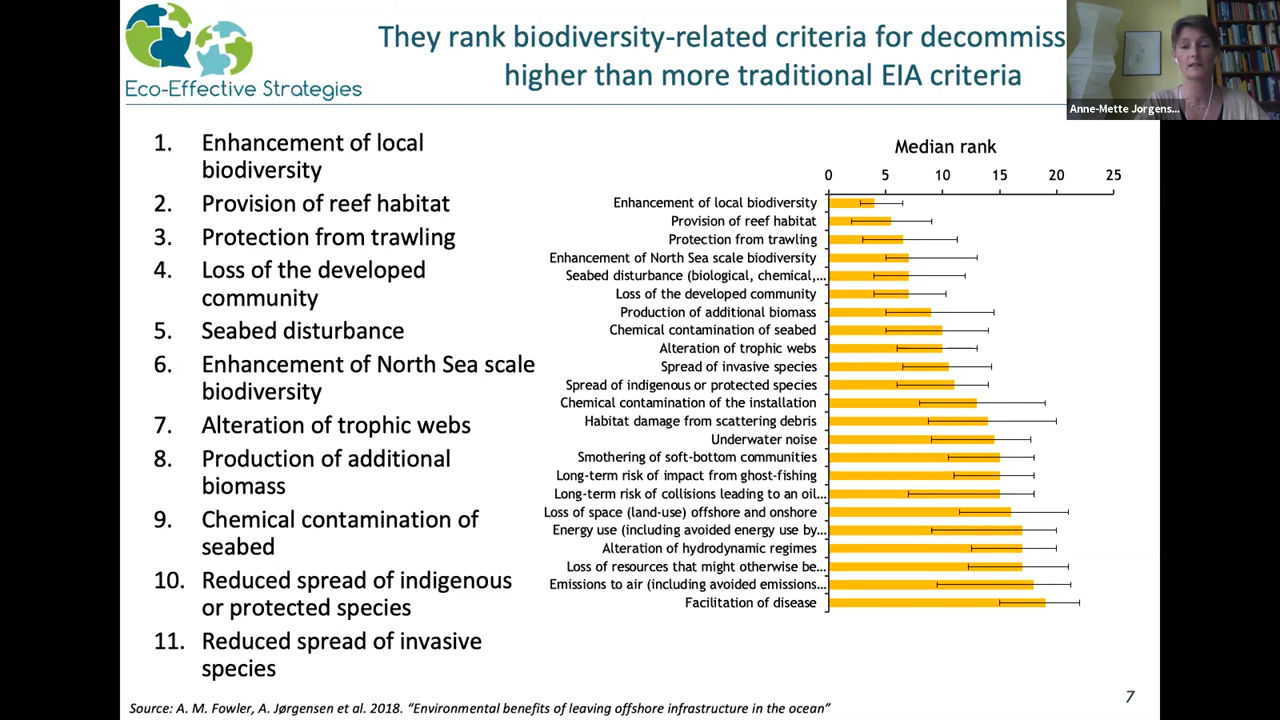 Eco-Effective Strategies
They rank biodiversity-related criteria for decommiss
higher than more traditional EIA criteria
Anne-Mette Jorgens...
1. Enhancement of local
biodiversity
2. Provision of reef habitat
3. Protection from trawling
4. Loss of the developed
community
5. Seabed disturbance
6. Enhancement of North Sea scale
biodiversity
7. Alteration of trophic webs
8. Production of additional
biomass
9. Chemical contamination of
seabed
10. Reduced spread of indigenous
or protected species
11. Reduced spread of invasive
species
Median rank
0 5 10 15 20 25
Enhancement of local biodiversity
Provision of reef habitat
Protection from trawling
Enhancement of North Sea scale biodiversity
Seabed disturbance (biological, chemical,...
Loss of the developed community
Production of additional biomass
Chemical contamination of seabed
Alteration of trophic webs
Spread of invasive species
Spread of indigenous or protected species
Chemical contamination of the installation
Habitat damage from scattering debris
Underwater noise
Smothering of soft-bottom communities
Long-term risk of impact from ghost-fishing
Long-term risk of collisions leading to an oil...
Loss of space (land-use) offshore and onshore
Energy use (including avoided energy use by...
Alteration of hydrodynamic regimes
Loss of resources that might otherwise be...
Emissions to air (including avoided emissions...
Facilitation of disease
Source: A. M. Fowler, A. Jørgensen et al. 2018. “Environmental benefits of leaving offshore infrastructure in the ocean”
7